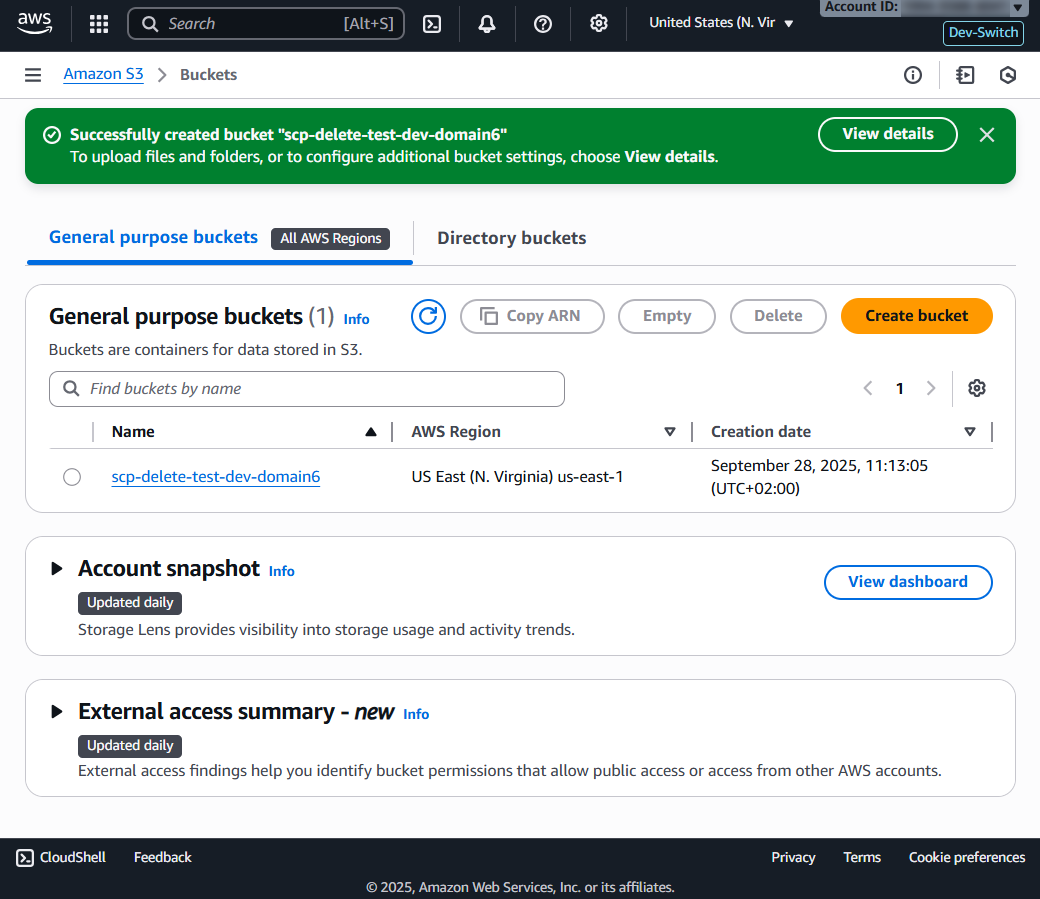 aws
Search [Alt+S]
United States (N. Vir
Account ID:
Dev-Switch
Amazon S3 > Buckets
Successfully created bucket "scp-delete-test-dev-domain6"
To upload files and folders, or to configure additional bucket settings, choose View details.
View details
General purpose buckets All AWS Regions
Directory buckets
General purpose buckets (1) Info
Copy ARN
Empty
Delete
Create bucket
Buckets are containers for data stored in S3.
Find buckets by name
1
Name AWS Region Creation date
scp-delete-test-dev-domain6 US East (N. Virginia) us-east-1 September 28, 2025, 11:13:05
(UTC+02:00)
Account snapshot Info
Updated daily
Storage Lens provides visibility into storage usage and activity trends.
View dashboard
External access summary - new Info
Updated daily
External access findings help you identify bucket permissions that allow public access or access from other AWS accounts.
CloudShell Feedback Privacy Terms Cookie preferences
© 2025, Amazon Web Services, Inc. or its affiliates.